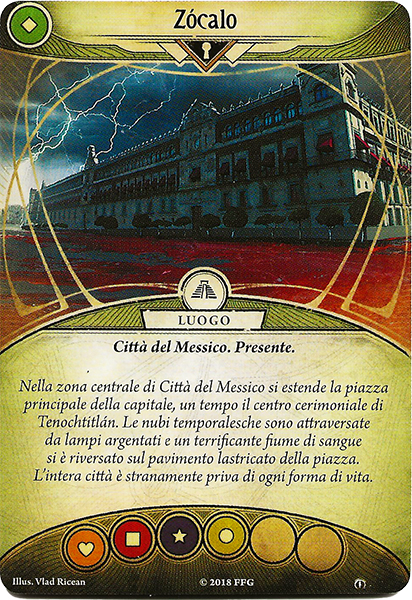 Zócalo
LUOGO
Città del Messico. Presente.
Nella zona centrale di Città del Messico si estende la piazza
principale della capitale, un tempo il centro cerimoniale di
Tenochtitlán. Le nubi temporalesche sono attraversate
da lampi argentati e un terrificante fiume di sangue
si è riversato sul pavimento lastricato della piazza.
L'intera città è stranamente priva di ogni forma di vita.
Illus. Vlad Ricean
© 2018 FFG